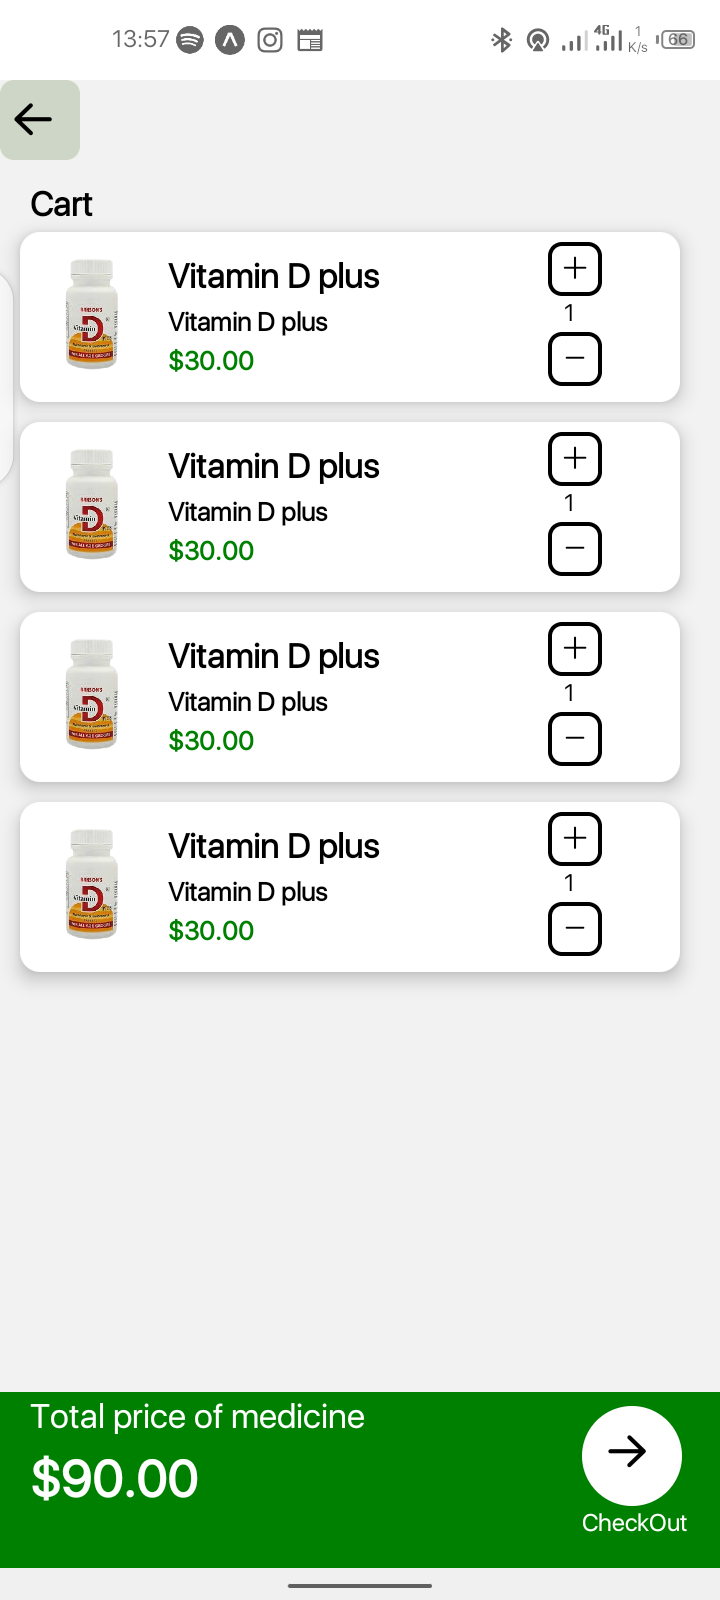 13:57 4G 1 K/s 66
Cart
Vitamin D plus
Vitamin D plus
$30.00
1
Vitamin D plus
Vitamin D plus
$30.00
1
Vitamin D plus
Vitamin D plus
$30.00
1
Vitamin D plus
Vitamin D plus
$30.00
1
Total price of medicine
$90.00
CheckOut